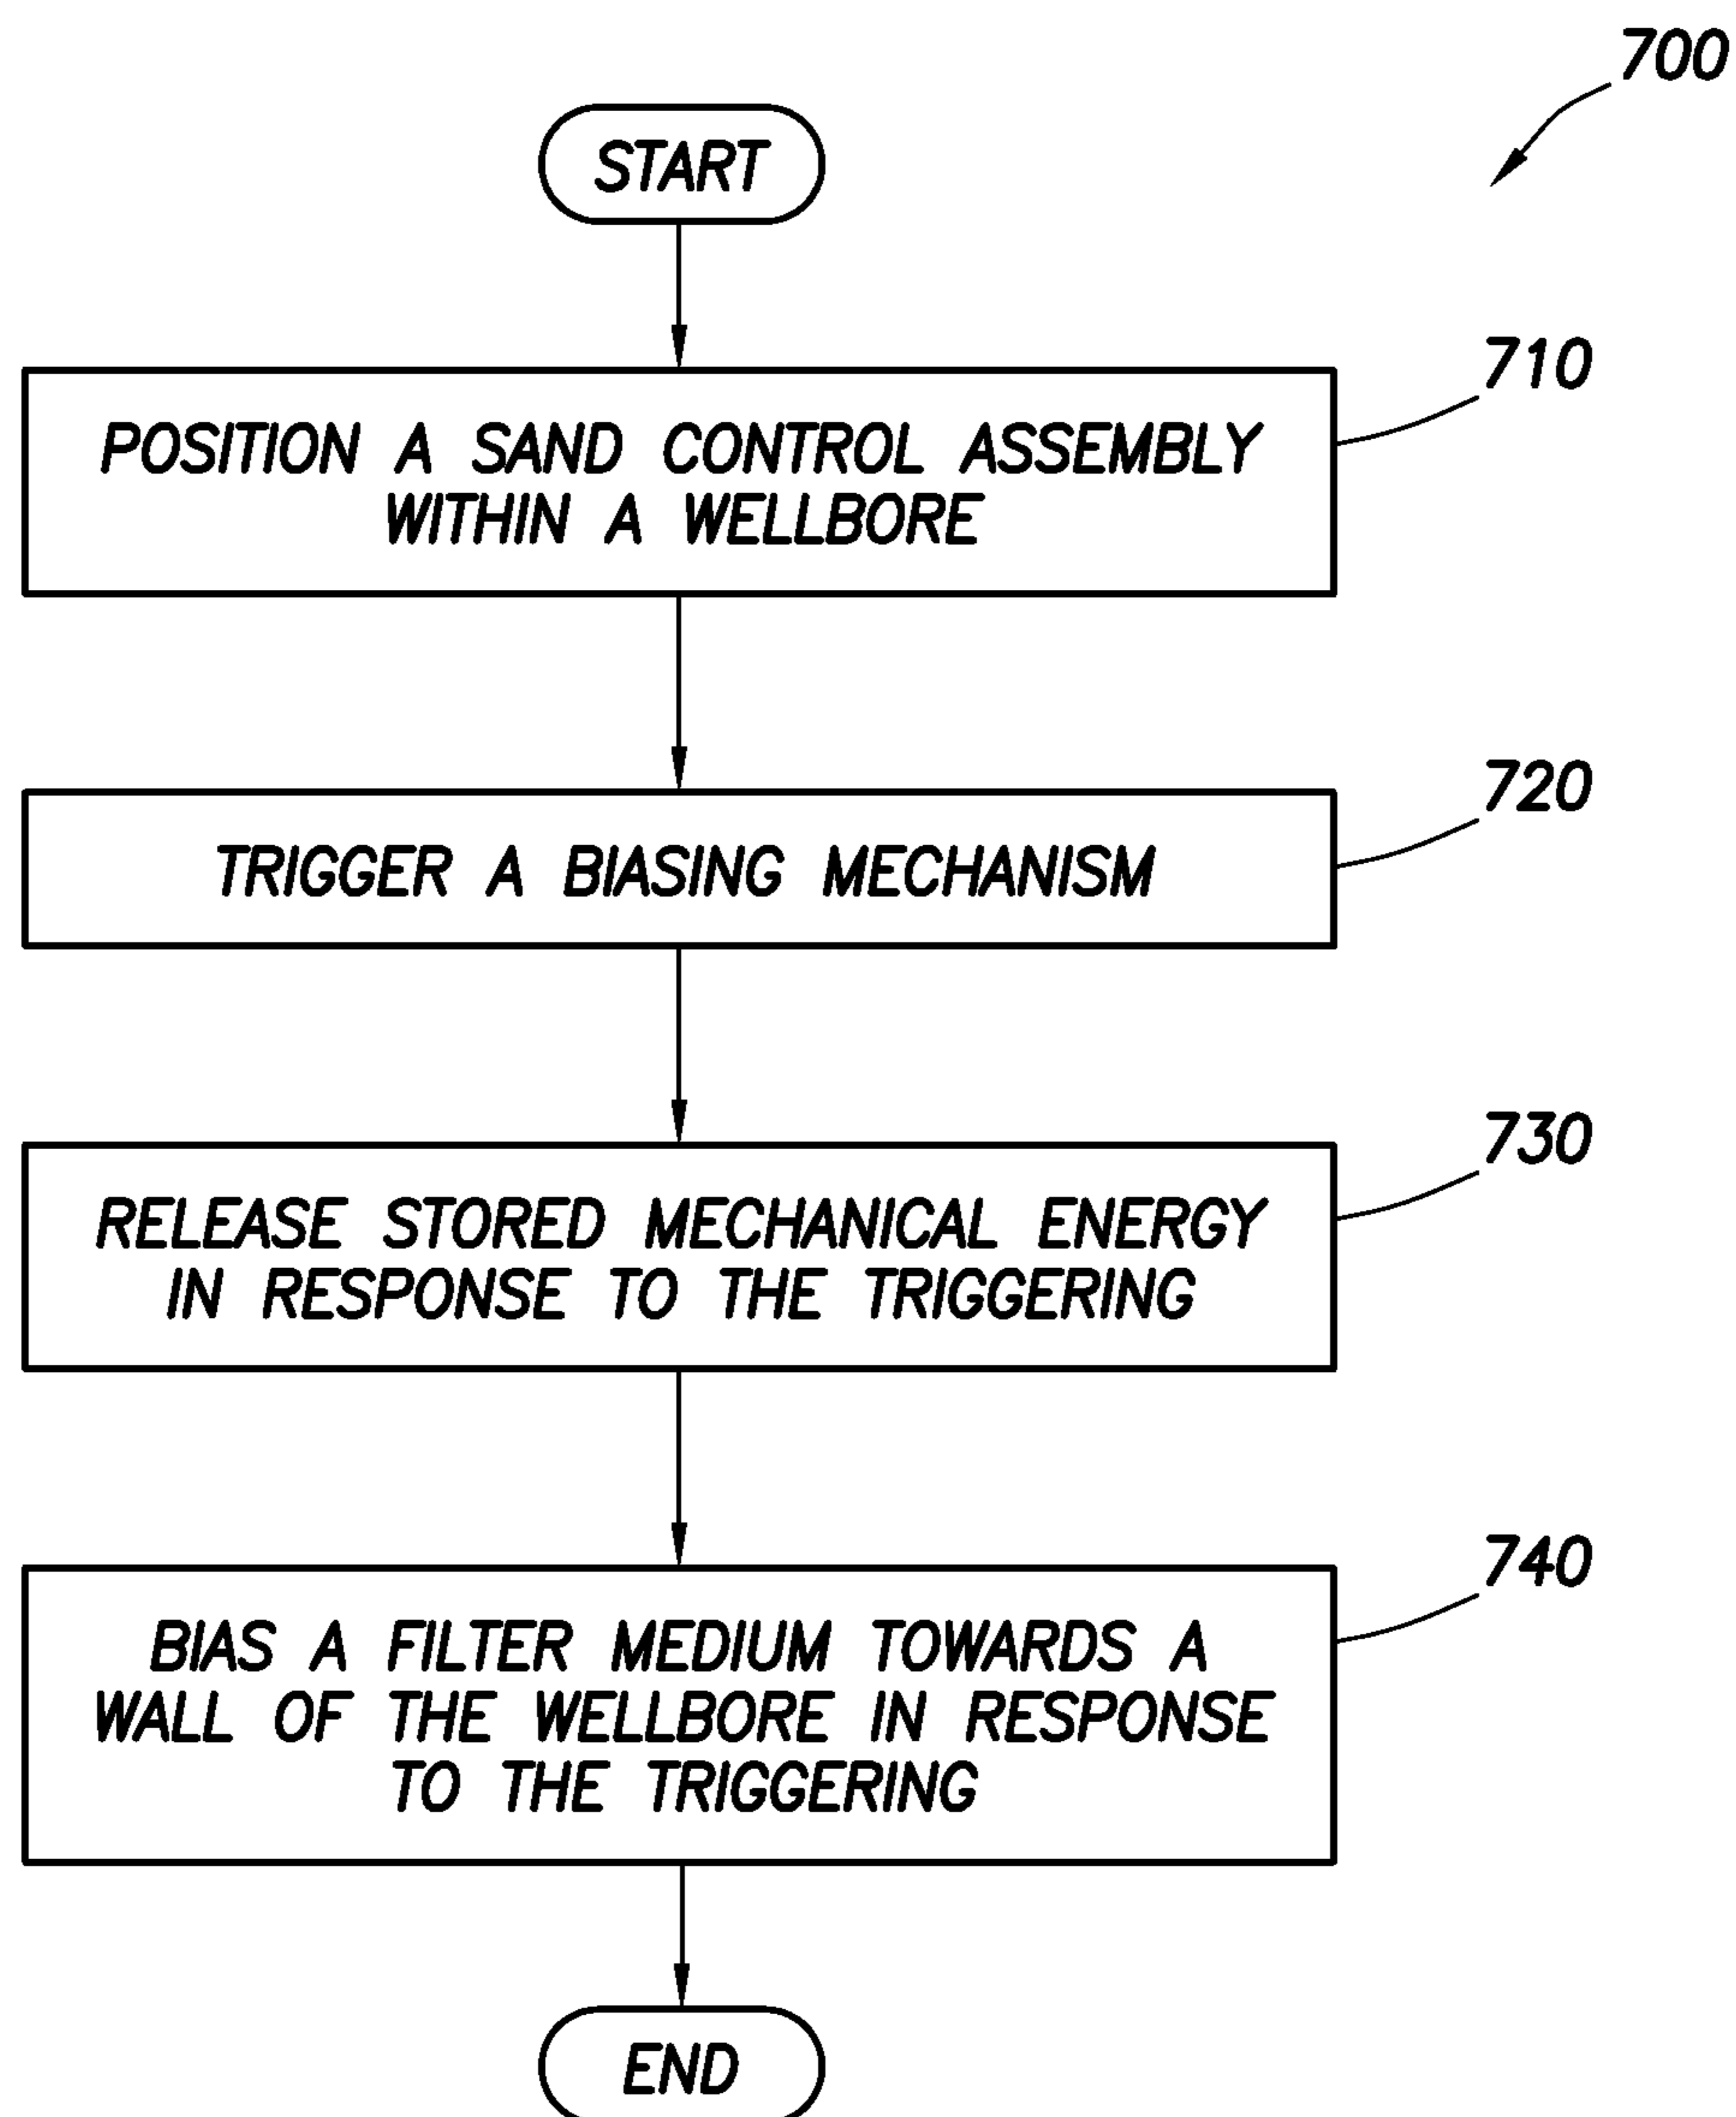 700
START
710
POSITION A SAND CONTROL ASSEMBLY
WITHIN A WELLBORE
720
TRIGGER A BIASING MECHANISM
730
RELEASE STORED MECHANICAL ENERGY
IN RESPONSE TO THE TRIGGERING
740
BIAS A FILTER MEDIUM TOWARDS A
WALL OF THE WELLBORE IN RESPONSE
TO THE TRIGGERING
END